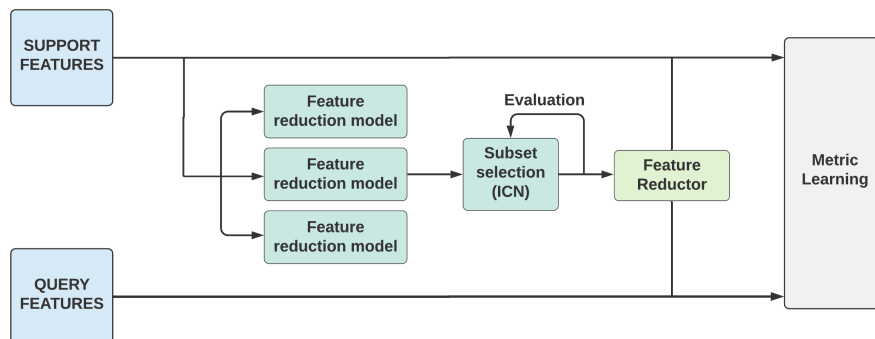 SUPPORT
FEATURES
Feature
reduction model
Feature
reduction model
Feature
reduction model
Evaluation
Subset
selection
(ICN)
Feature
Reductor
Metric
Learning
QUERY
FEATURES